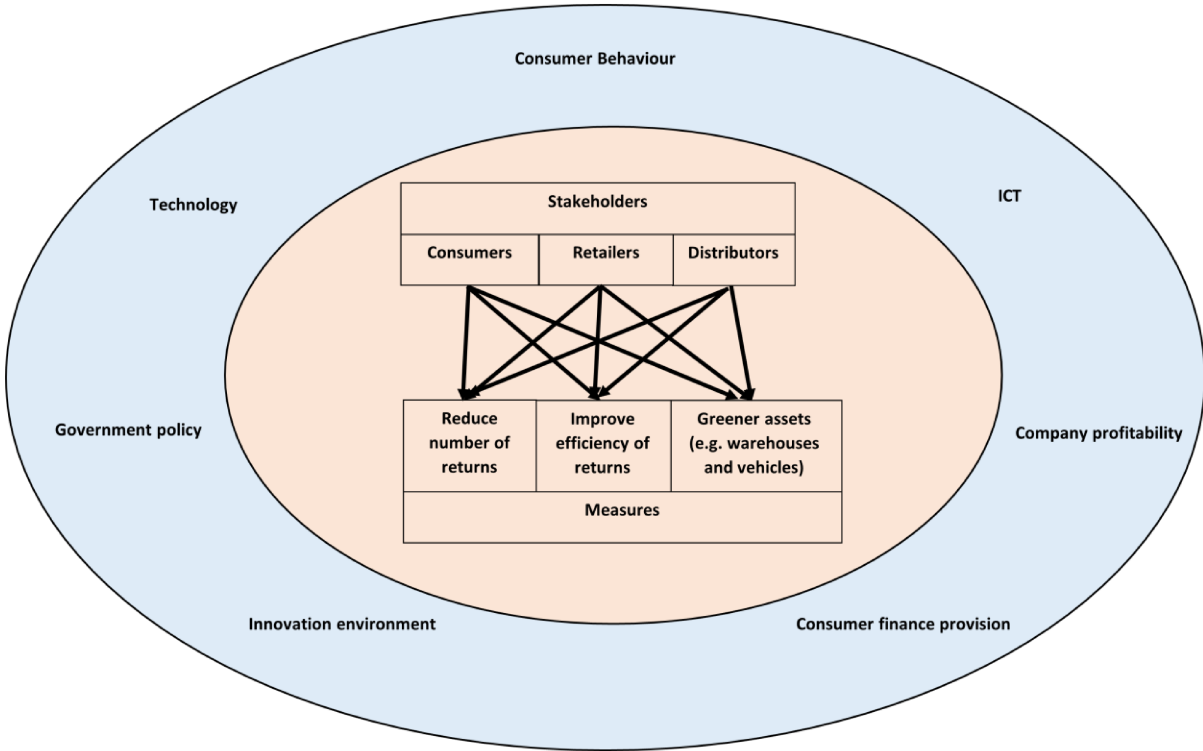 Consumer Behaviour
Technology
ICT
Stakeholders
Consumers
Retailers
Distributors
Reduce
number of
returns
Improve
efficiency of
returns
Greener assets
(e.g. warehouses
and vehicles)
Measures
Government policy
Company profitability
Innovation environment
Consumer finance provision